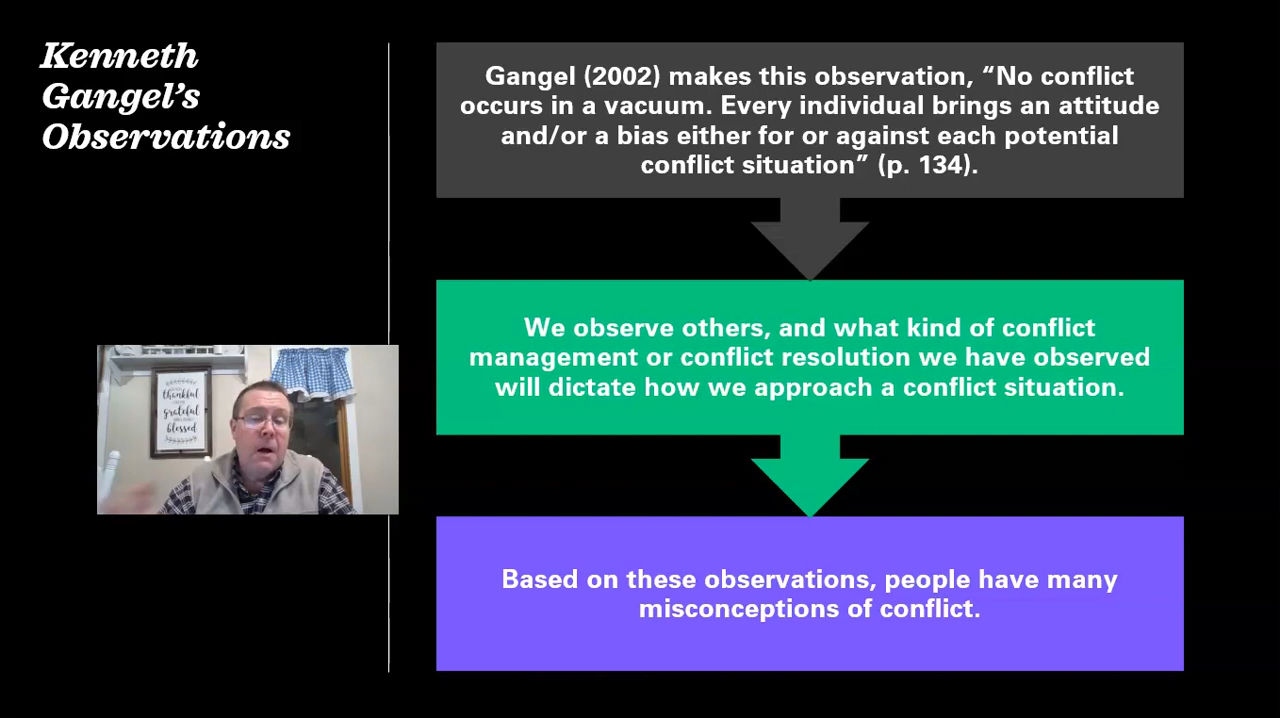 Kenneth
Gangel's
Observations
Gangel (2002) makes this observation, “No conflict
occurs in a vacuum. Every individual brings an attitude
and/or a bias either for or against each potential
conflict situation” (p. 134).
We observe others, and what kind of conflict
management or conflict resolution we have observed
will dictate how we approach a conflict situation.
Based on these observations, people have many
misconceptions of conflict.
thankful
grateful
blessed